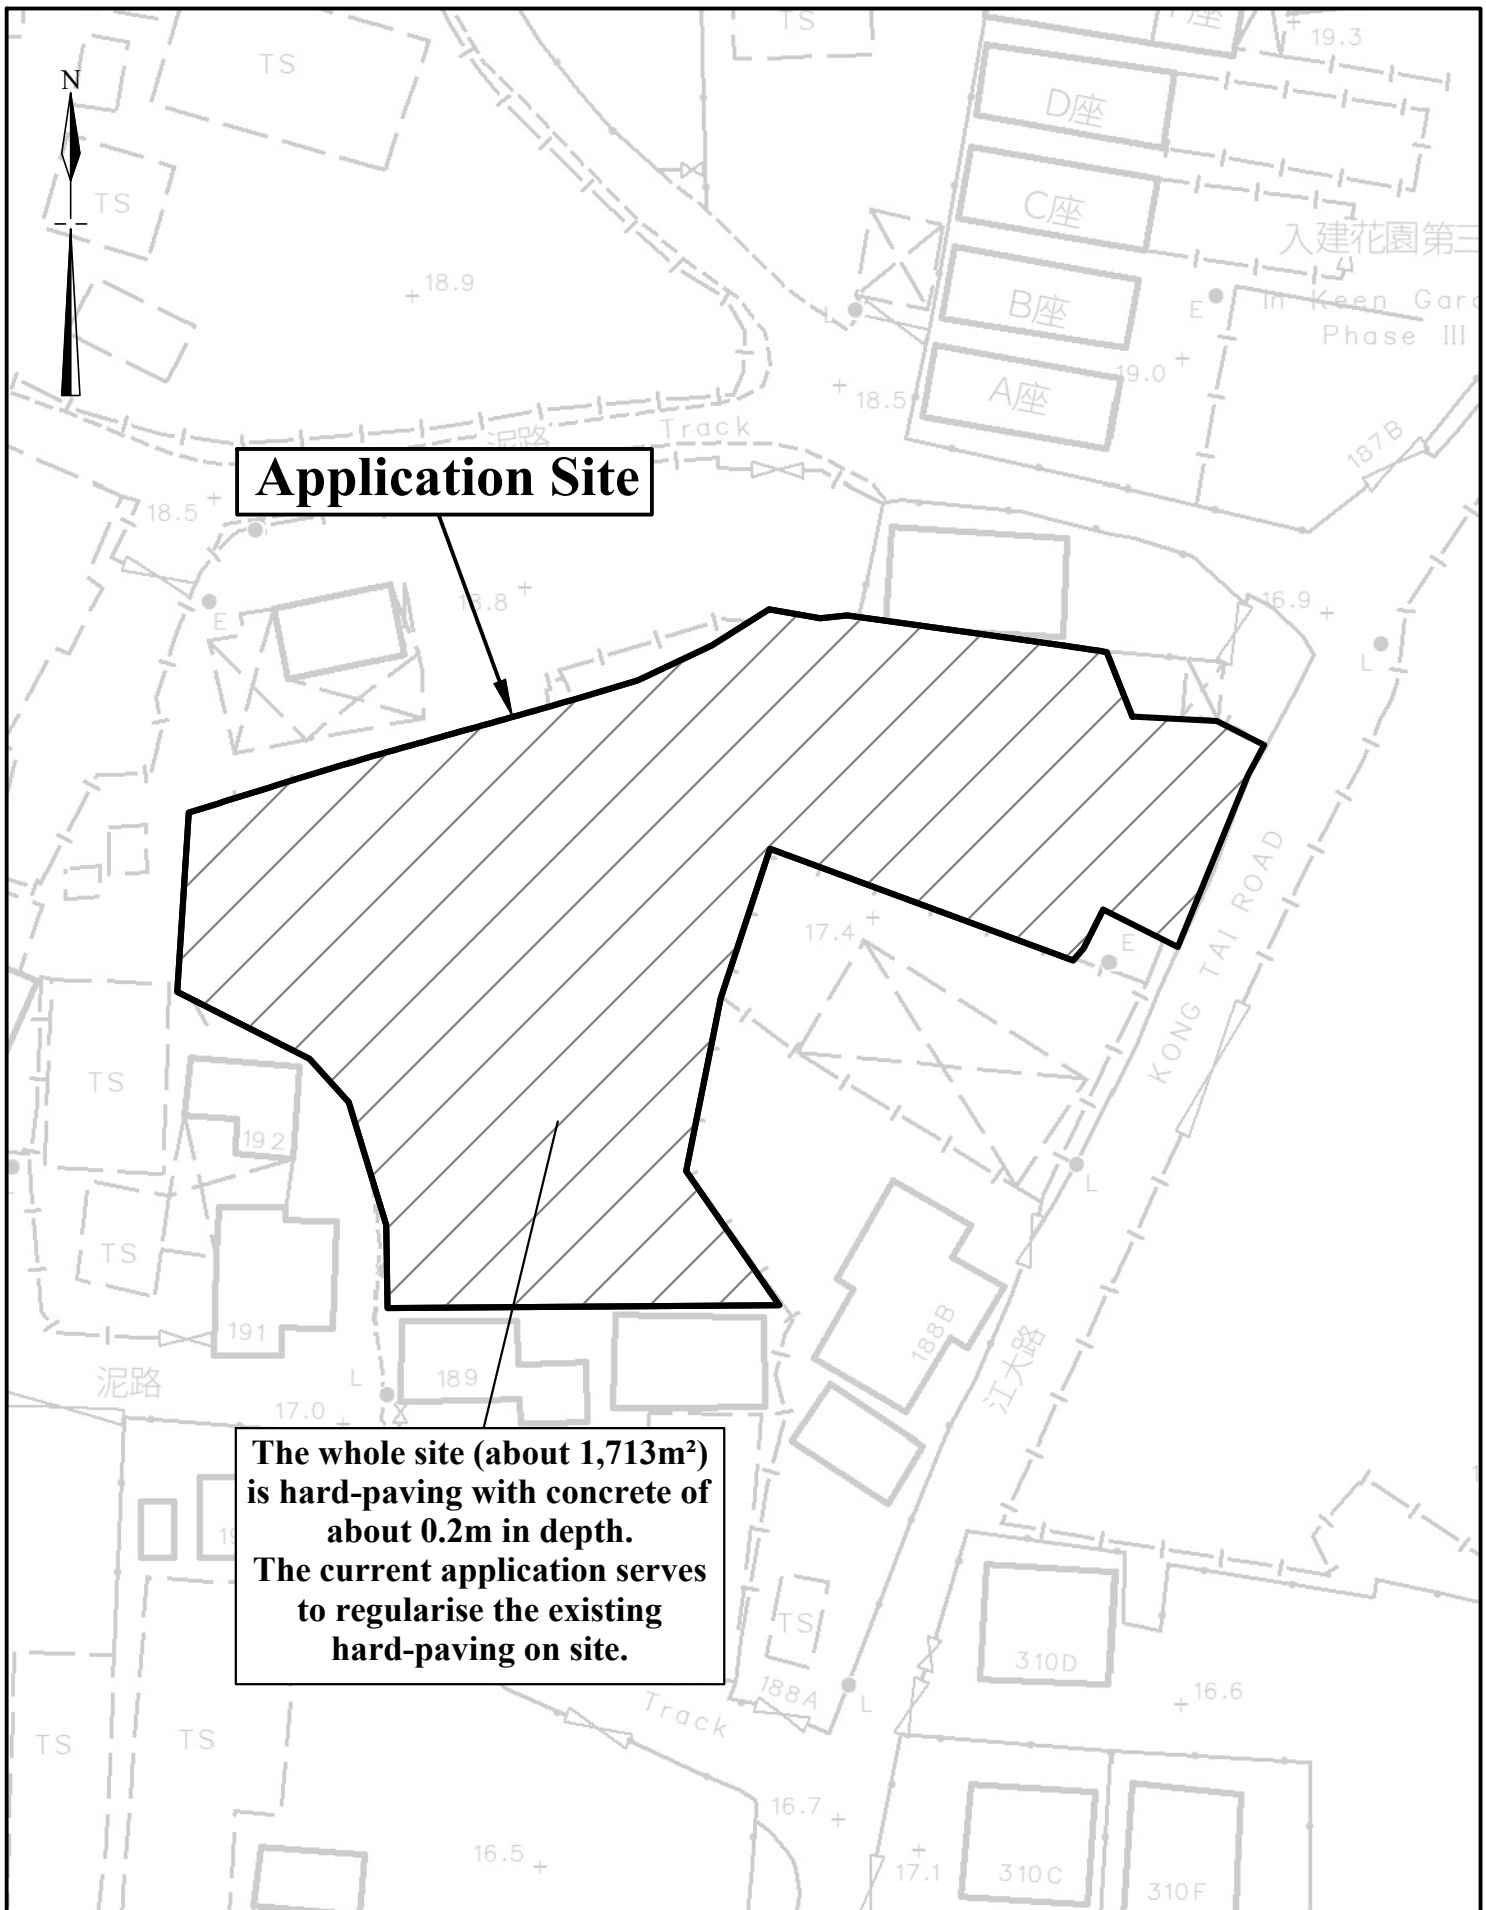 TS
座
19.3
N
TS
D座
TS
C座
入建花園第三
18.9
B座
E
In Keen Gard
Phase III
L
19.0
A座
18.5
187B
泥路
Track
Application Site
18.5
18.8
16.9
E
L
17.4
E
KONG TAI ROAD
TS
192
L
TS
191
188B
江大路
泥路
L
189
17.0
The whole site (about 1,713m²)
is hard-paving with concrete of
about 0.2m in depth.
The current application serves
to regularise the existing
hard-paving on site.
TS
310D
188A
L
16.6
Track
TS
TS
16.7
16.5
17.1
310C
310F